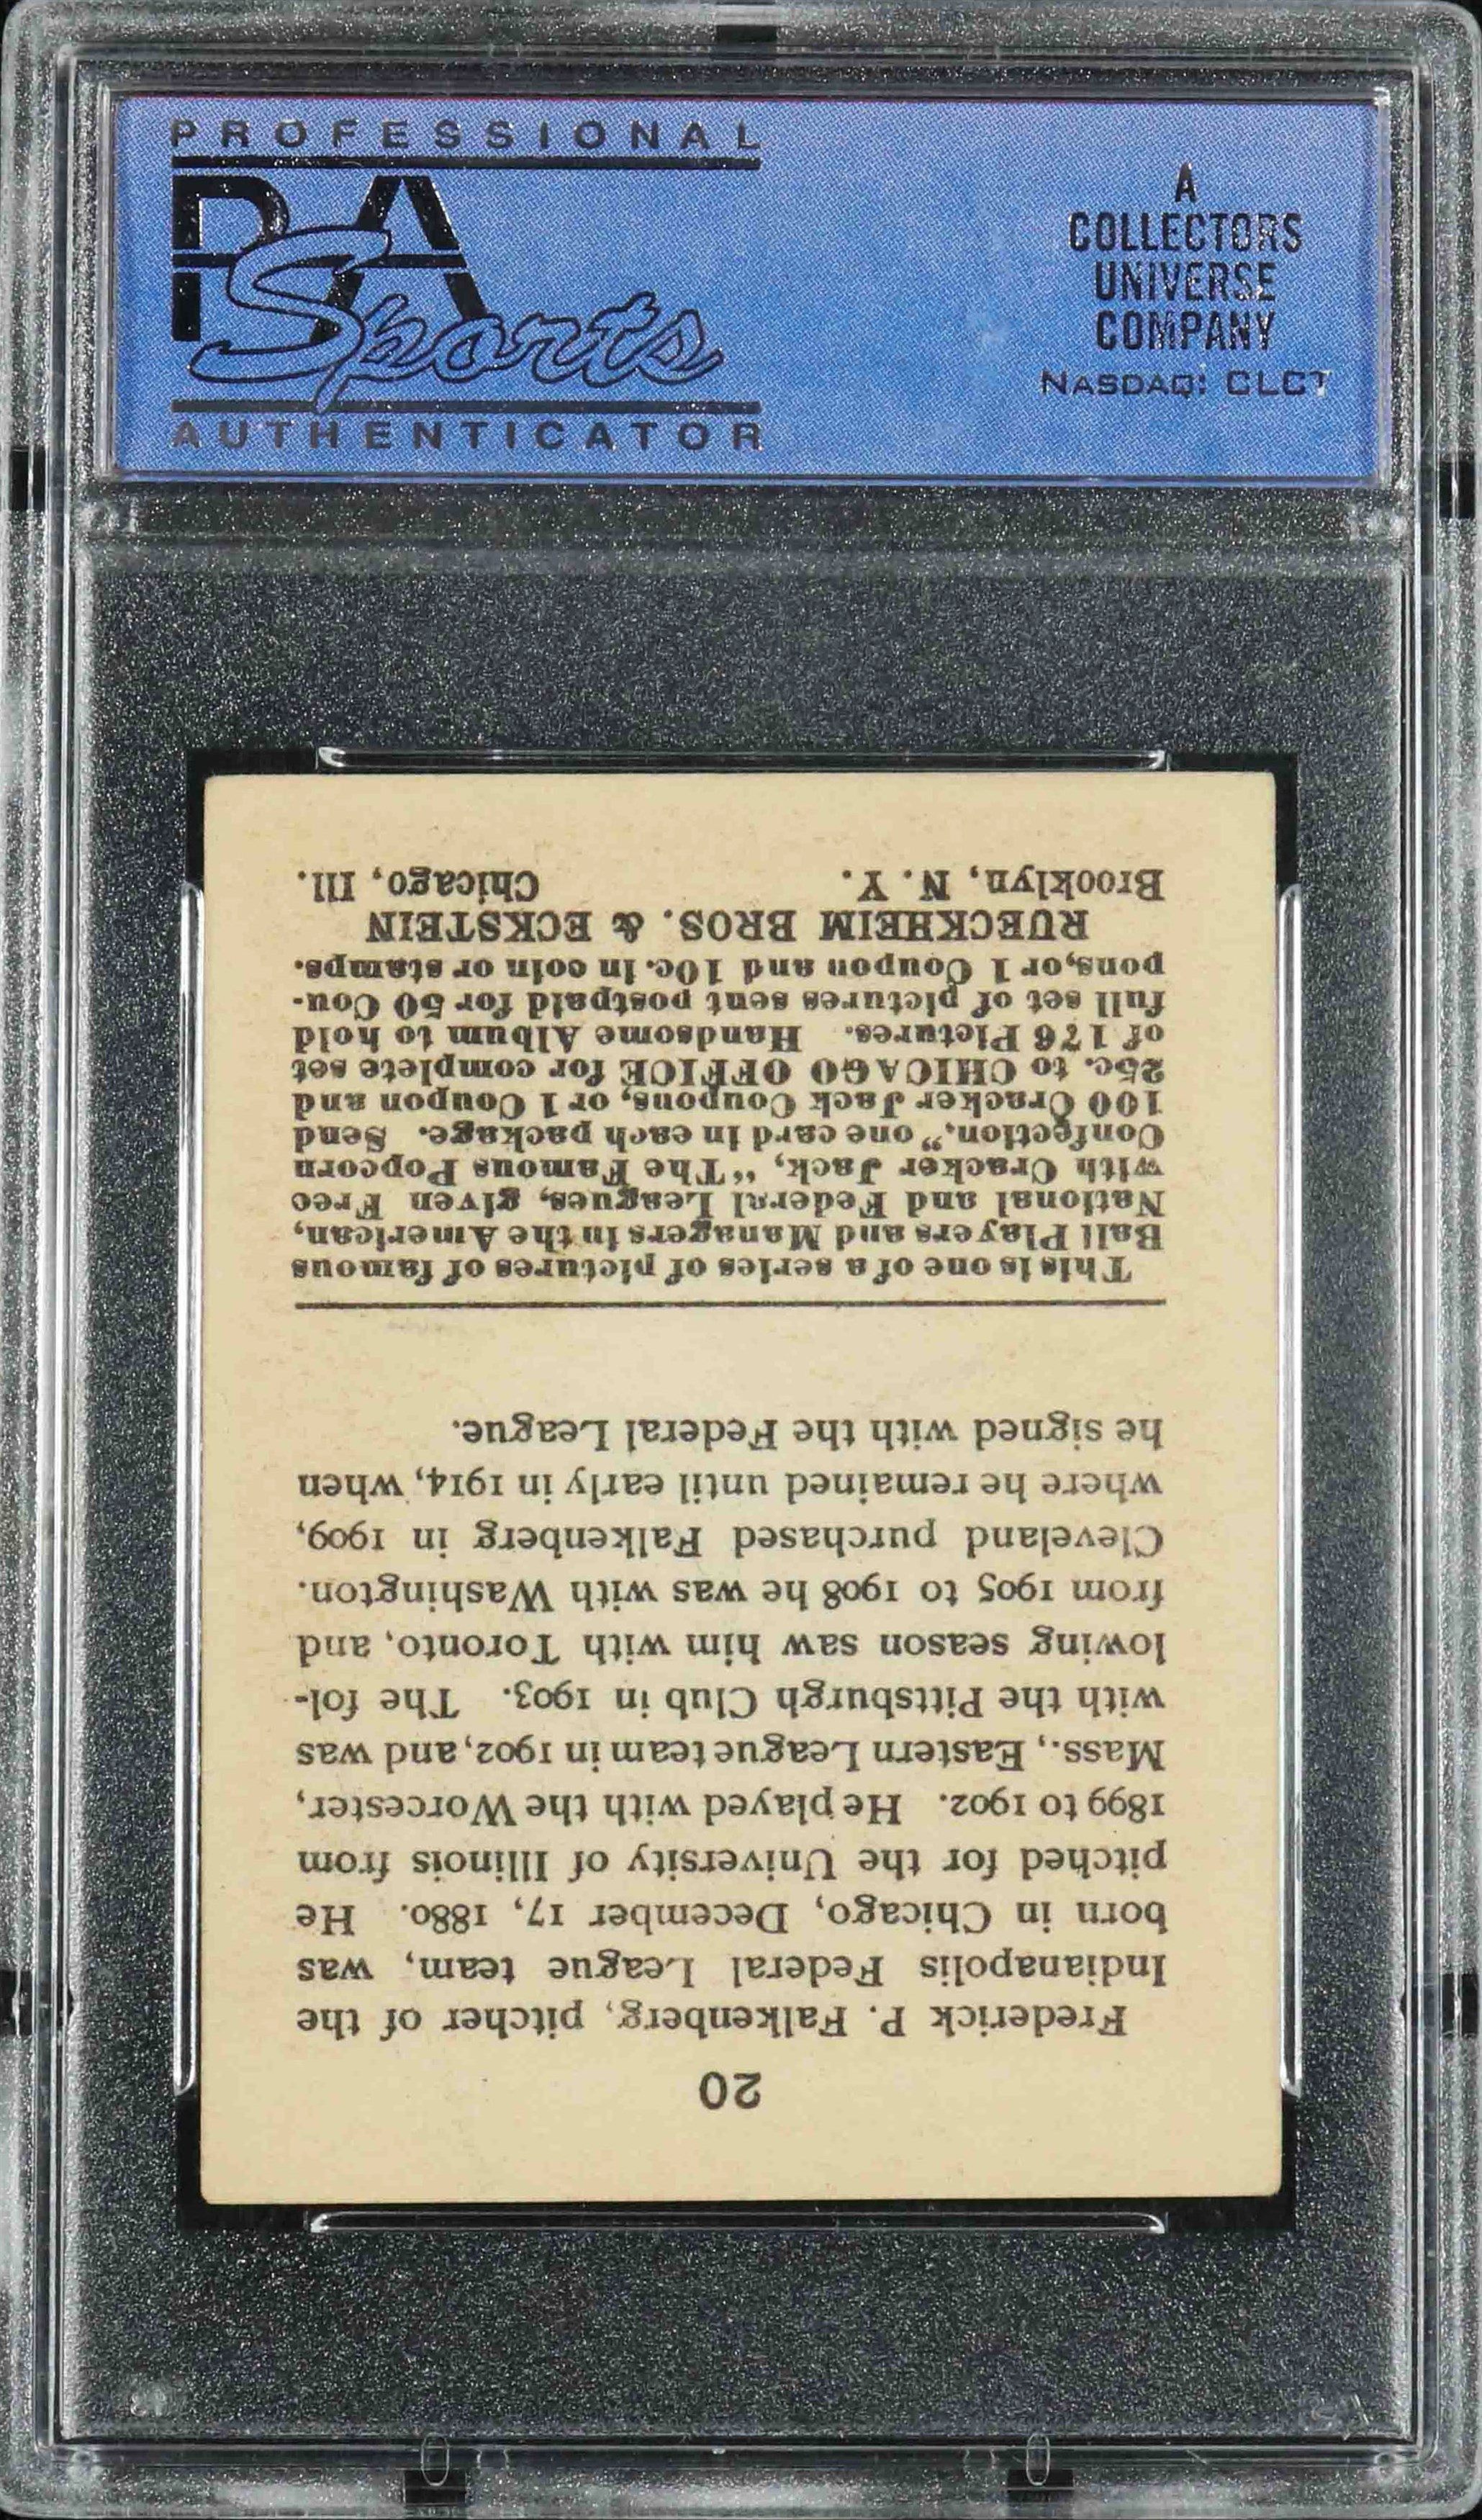 PROFESSIONAL
PSA
Sports
AUTHENTICATOR
A
COLLECTORS
UNIVERSE
COMPANY
NASDAQ: CLCT
20
Frederick P. Falkenberg, pitcher of the
Indianapolis Federal League team, was
born in Chicago, December 17, 1880. He
pitched for the University of Illinois from
1899 to 1902. He played with the Worcester,
Mass., Eastern League team in 1902, and was
with the Pittsburgh Club in 1903. The fol-
lowing season saw him with Toronto, and
from 1905 to 1908 he was with Washington.
Cleveland purchased Falkenberg in 1909,
where he remained until early in 1914, when
he signed with the Federal League.
This is one of a series of pictures of famous
Ball Players and Managers in the American,
National and Federal Leagues, given Free
with Cracker Jack, “The Famous Popcorn
Confection,” one card in each package. Send
100 Cracker Jack Coupons, or 1 Coupon and
25c. to CHICAGO OFFICE for complete set
of 176 Pictures. Handsome Album to hold
full set of pictures sent postpaid for 50 Cou-
pons, or 1 Coupon and 10c. in coin or stamps.
RUECKHEIM BROS. & ECKSTEIN
Brooklyn, N. Y. Chicago, Ill.